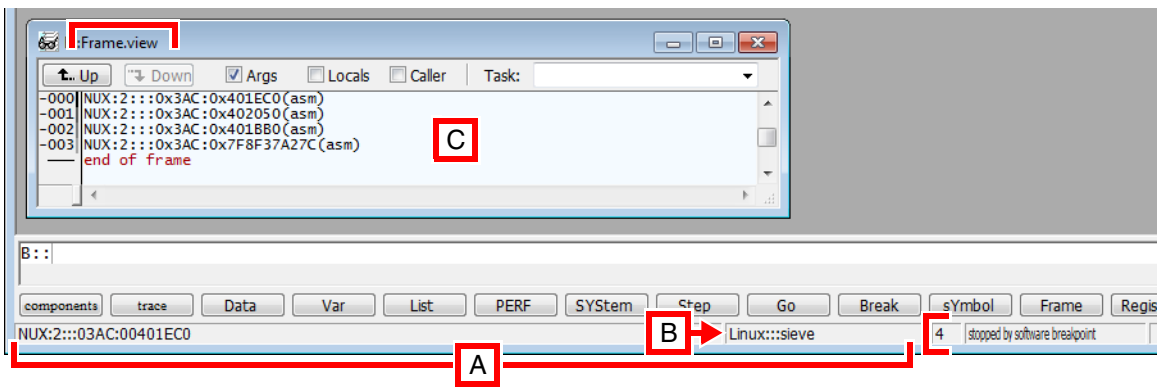 :Frame.view
Up Down Args Locals Caller Task:
-000 NUX:2:::0x3AC:0x401EC0(asm)
-001 NUX:2:::0x3AC:0x402050(asm)
-002 NUX:2:::0x3AC:0x401BB0(asm)
-003 NUX:2:::0x3AC:0x7F8F37A27C(asm)
end of frame
C
B::
components trace Data Var List PERF SYStem Step Go Break sYmbol Frame Regis
NUX:2:::03AC:00401EC0 B Linux:::sieve 4 stopped by software breakpoint
A